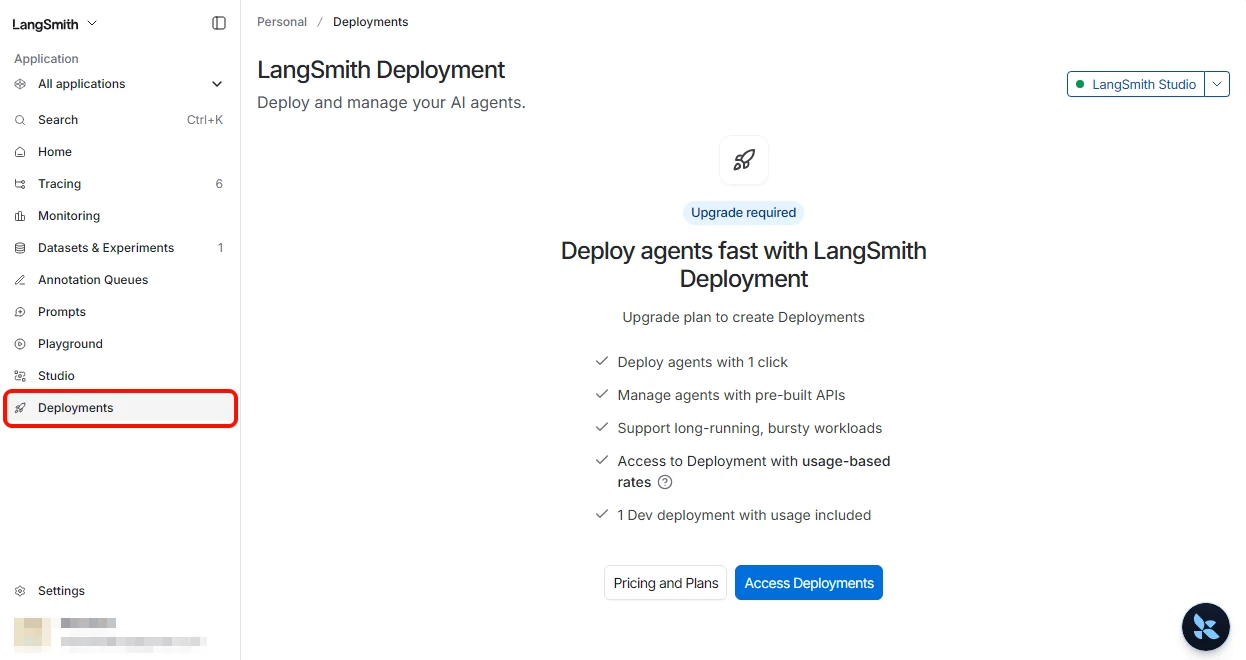 LangSmith
Application
All applications
Search Ctrl+K
Home
Tracing 6
Monitoring
Datasets & Experiments 1
Annotation Queues
Prompts
Playground
Studio
Deployments
Settings
Personal / Deployments
LangSmith Deployment
Deploy and manage your AI agents.
LangSmith Studio
Upgrade required
Deploy agents fast with LangSmith
Deployment
Upgrade plan to create Deployments
Deploy agents with 1 click
Manage agents with pre-built APIs
Support long-running, bursty workloads
Access to Deployment with usage-based
rates ?
1 Dev deployment with usage included
Pricing and Plans
Access Deployments